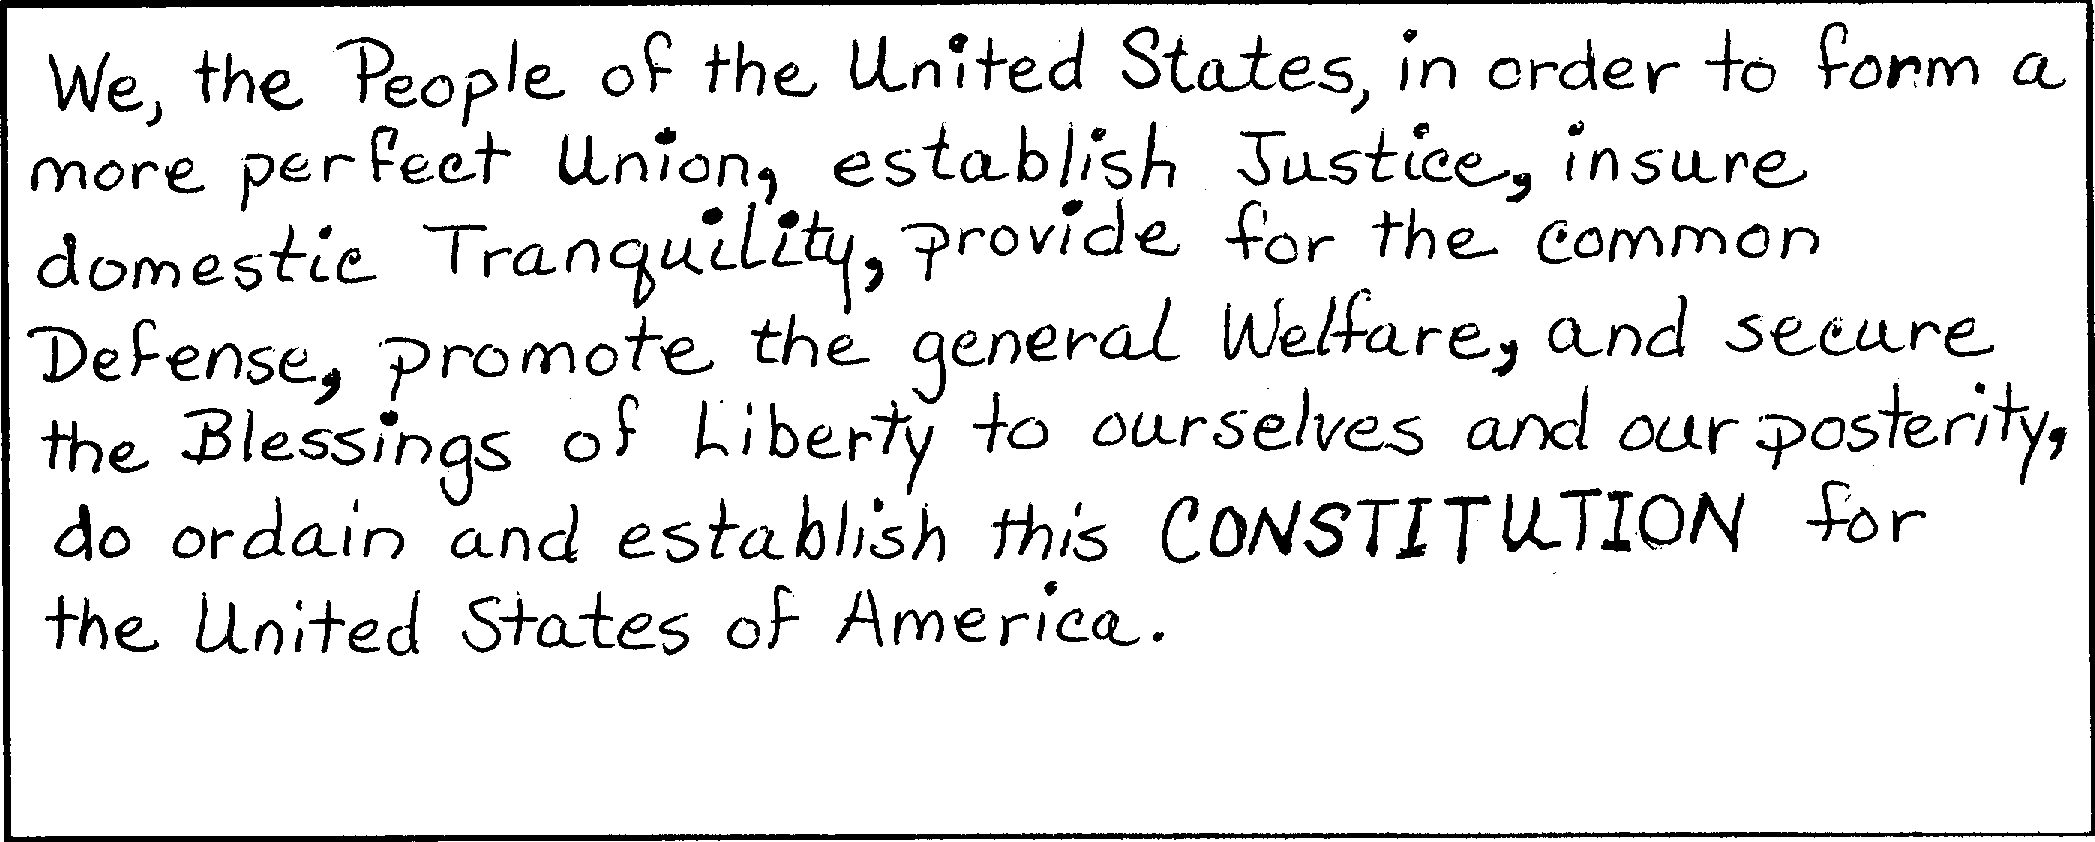 We, the People of the United States, in order to form a
more perfect Union, establish Justice, insure
domestic Tranquility, provide for the common
Defense, promote the general Welfare, and secure
the Blessings of Liberty to ourselves and our posterity,
do ordain and establish this CONSTITUTION for
the United States of America.